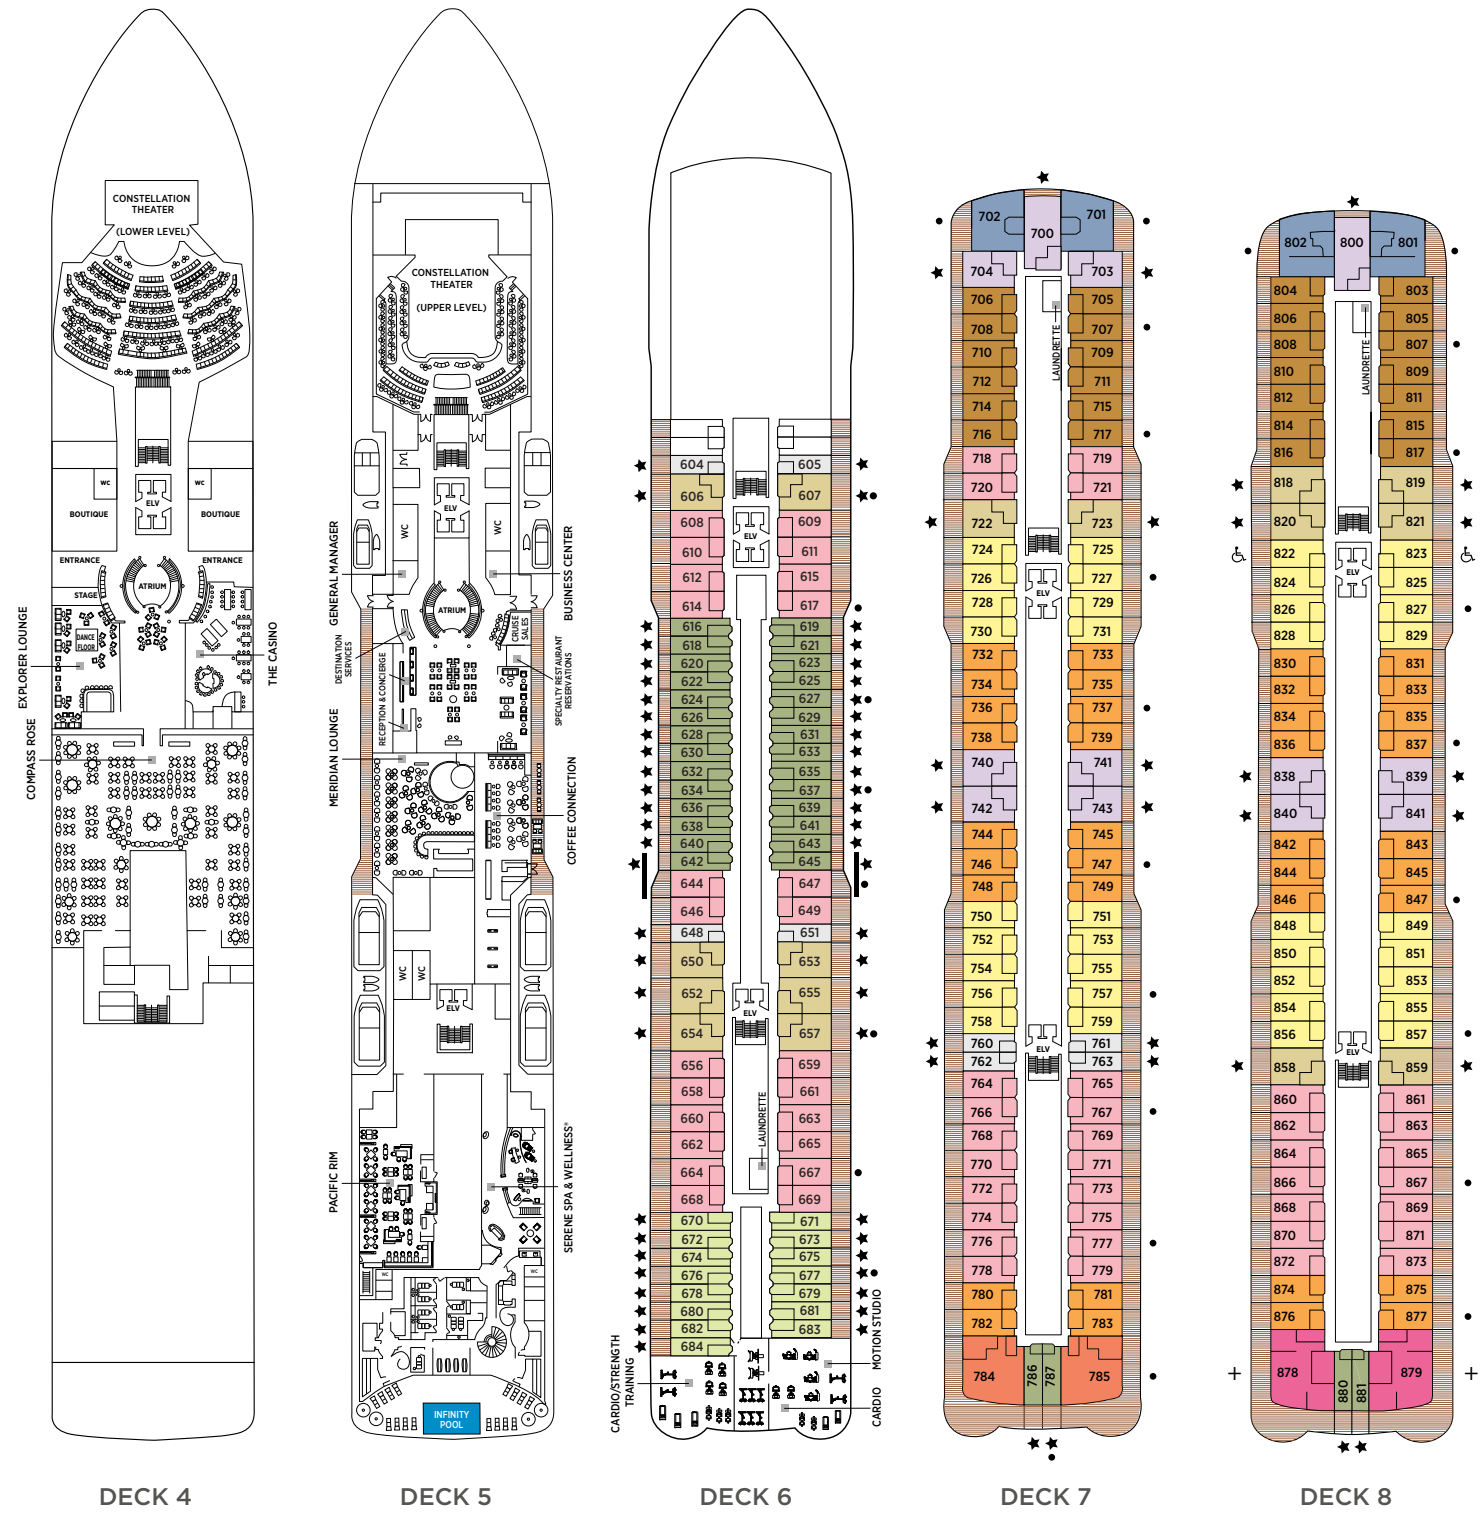 CONSTELLATION
THEATER
(LOWER LEVEL)
WC
WC
ELV
BOUTIQUE
BOUTIQUE
ENTRANCE
ENTRANCE
ATRIUM
STAGE
DANCE
FLOOR
EXPLORER LOUNGE
THE CASINO
COMPASS ROSE
DECK 4
CONSTELLATION
THEATER
(UPPER LEVEL)
ELV
WC
WC
GENERAL MANAGER
BUSINESS CENTER
ATRIUM
CRUISE
SALES
DESTINATION
SERVICES
RECEPTION & CONCIERGE
SPECIALTY RESTAURANT
RESERVATIONS
MERIDIAN LOUNGE
COFFEE CONNECTION
WC
WC
ELV
PACIFIC RIM
SERENE SPA & WELLNESS®
WC
WC
INFINITY
POOL
DECK 5
604 605
606 607
608 609
ELV
610 611
612 615
614 617
616 619
618 621
620 623
622 625
624 627
626 629
628 631
630 633
632 635
634 637
636 639
638 641
640 643
642 645
644 647
646 649
648 651
650 653
652 655
ELV
654 657
656 659
658 661
660 663
LAUNDRETTE
662 665
664 667
668 669
670 671
672 673
674 675
676 677
678 679
680 681
682 683
684
CARDIO/STRENGTH
TRAINING
MOTION STUDIO
CARDIO
DECK 6
702 701
700
704 703
706 705
708 707
LAUNDRETTE
710 709
712 711
714 715
716 717
718 719
720 721
722 723
724 725
726 727
ELV
728 729
730 731
732 733
734 735
736 737
738 739
740 741
742 743
744 745
746 747
748 749
750 751
752 753
754 755
756 757
758 759
760 761
ELV
762 763
764 765
766 767
768 769
770 771
772 773
774 775
776 777
778 779
780 781
782 783
784 786 787 785
DECK 7
802 800 801
804 803
806 805
808 807
LAUNDRETTE
810 809
812 811
814 815
816 817
818 819
820 821
822 823
ELV
824 825
826 827
828 829
830 831
832 833
834 835
836 837
838 839
840 841
842 843
844 845
846 847
848 849
850 851
852 853
854 855
856 857
ELV
858 859
860 861
862 863
864 865
866 867
868 869
870 871
872 873
874 875
876 877
878 880 881 879
DECK 8